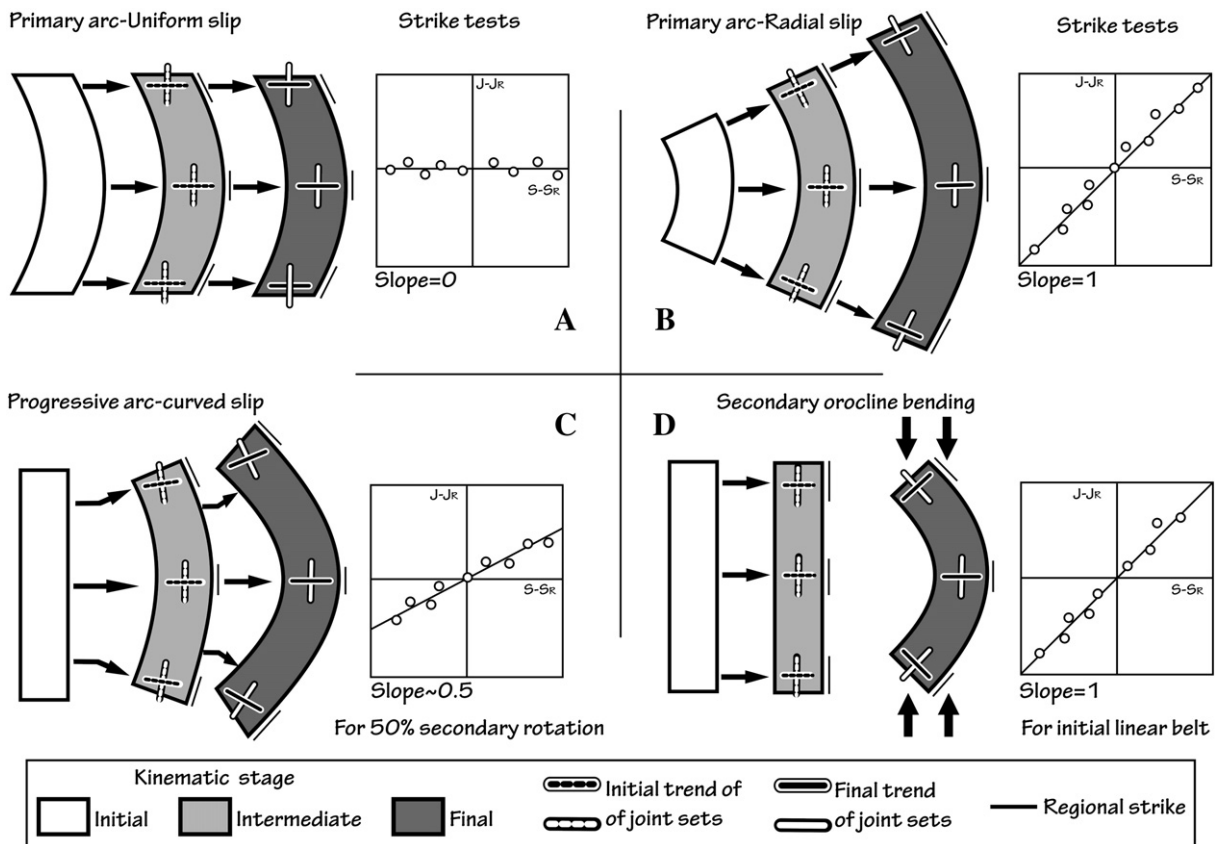 Primary arc-Uniform slip
Strike tests
J-JR
S-SR
Slope=0
A
Primary arc-Radial slip
Strike tests
J-JR
S-SR
Slope=1
B
Progressive arc-curved slip
C
J-JR
S-SR
Slope~0.5
For 50% secondary rotation
D
Secondary orocline bending
J-JR
S-SR
Slope=1
For initial linear belt
Kinematic stage
Initial
Intermediate
Final
Initial trend of
of joint sets
Final trend
of joint sets
Regional strike